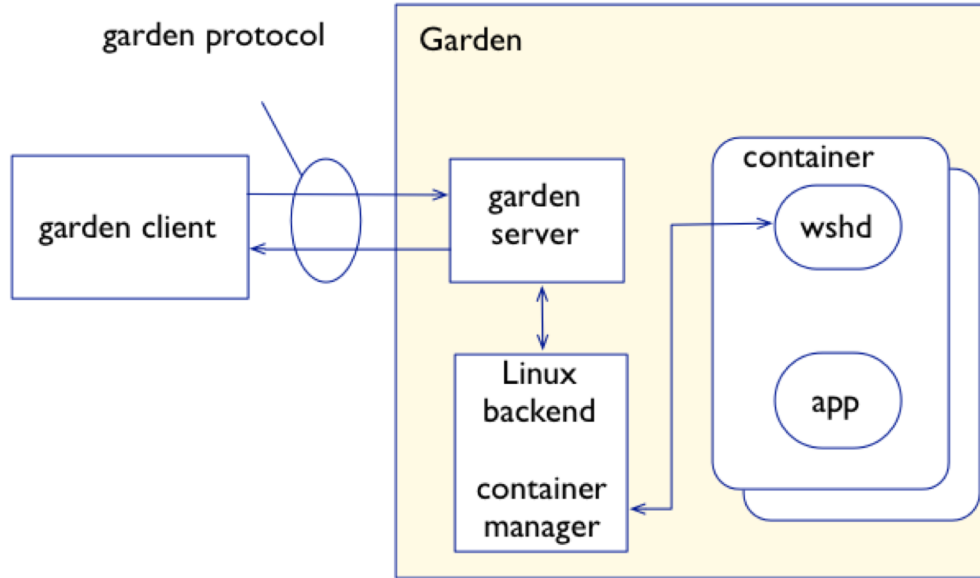 garden protocol
Garden
garden client
garden
server
container
wshd
app
Linux
backend
container
manager